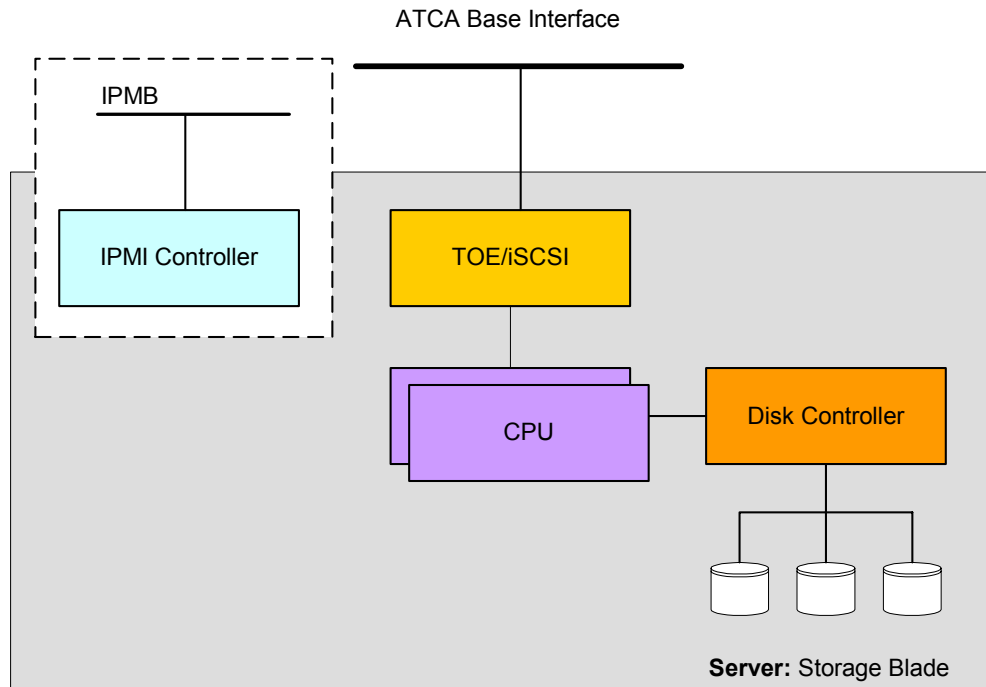 ATCA Base Interface
IPMB
IPMI Controller
TOE/iSCSI
CPU
Disk Controller
Server: Storage Blade